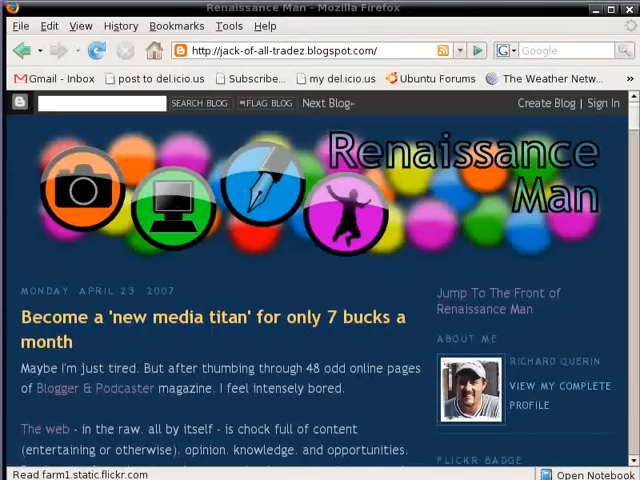 Renaissance Man - Mozilla Firefox
File Edit View History Bookmarks Tools Help
http://jack-of-all-tradez.blogspot.com/
Google
Gmail - Inbox post to del.icio.us Subscribe... my del.icio.us Ubuntu Forums The Weather Netw...
SEARCH BLOG FLAG BLOG Next Blog» Create Blog | Sign In
Renaissance
Man
MONDAY APRIL 23 2007
Become a 'new media titan' for only 7 bucks a
month
Maybe I'm just tired. But after thumbing through 48 odd online pages
of Blogger & Podcaster magazine, I feel intensely bored.
The web - in the raw, all by itself - is chock full of content
(entertaining or otherwise), opinion, knowledge, and opportunities.
Jump To The Front of
Renaissance Man
ABOUT ME
RICHARD QUERIN
VIEW MY COMPLETE
PROFILE
FLICKR BADGE
Read farm1.static.flickr.com
Open Notebook